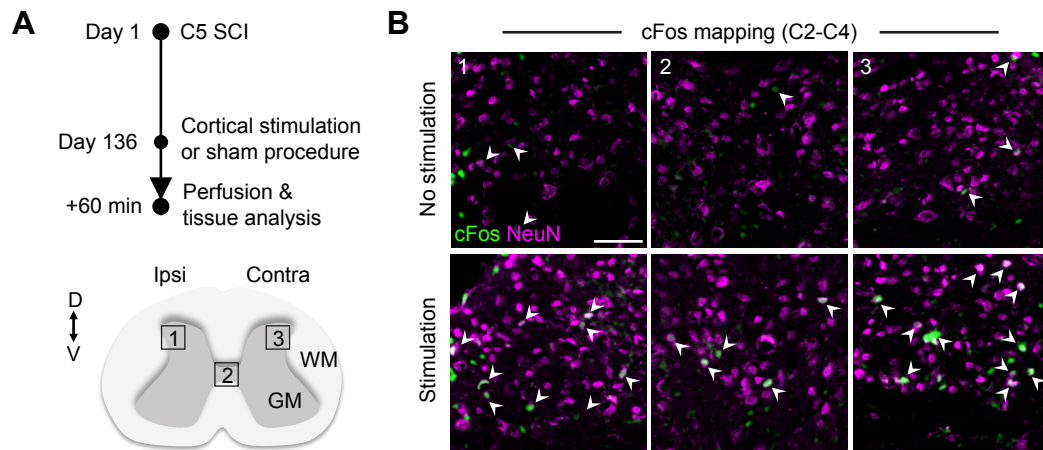 A
Day 1
C5 SCI
Day 136
Cortical stimulation
or sham procedure
+60 min
Perfusion &
tissue analysis
Ipsi
Contra
D
V
1
2
3
WM
GM
B
cFos mapping (C2-C4)
No stimulation
1
2
3
cFos NeuN
Stimulation